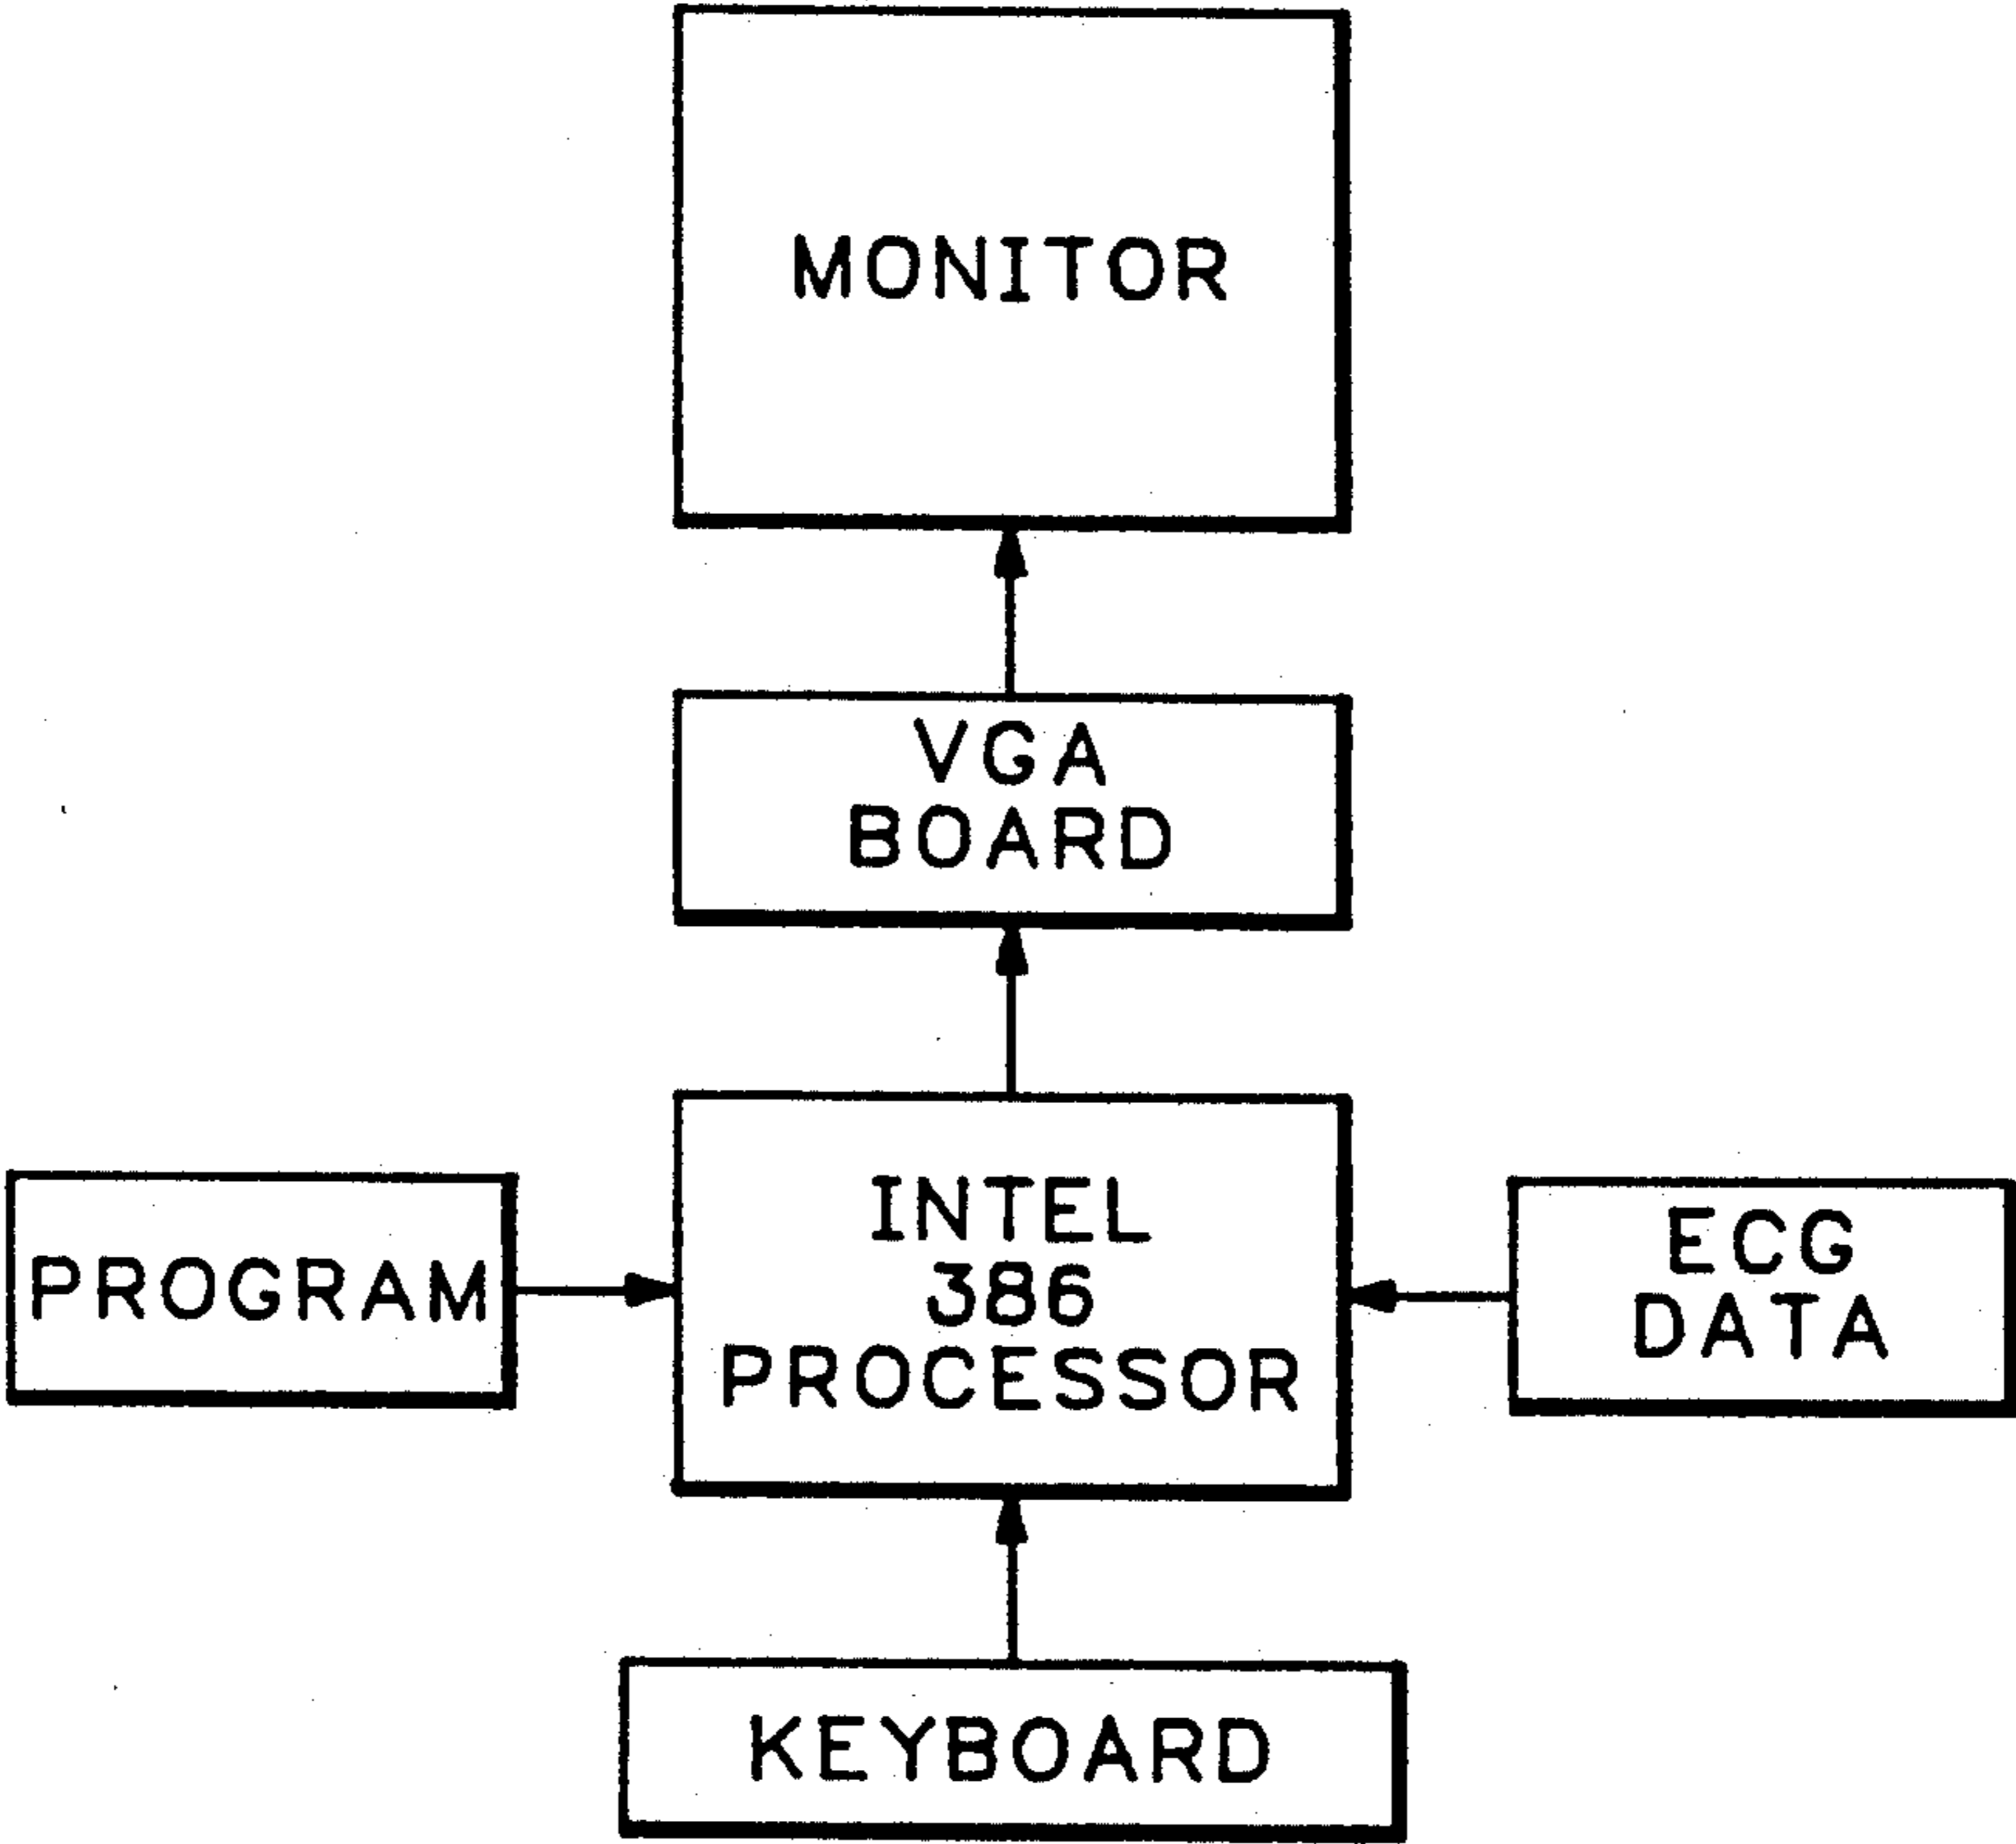 MONITOR
VGA
BOARD
PROGRAM
INTEL
386
PROCESSOR
ECG
DATA
KEYBOARD